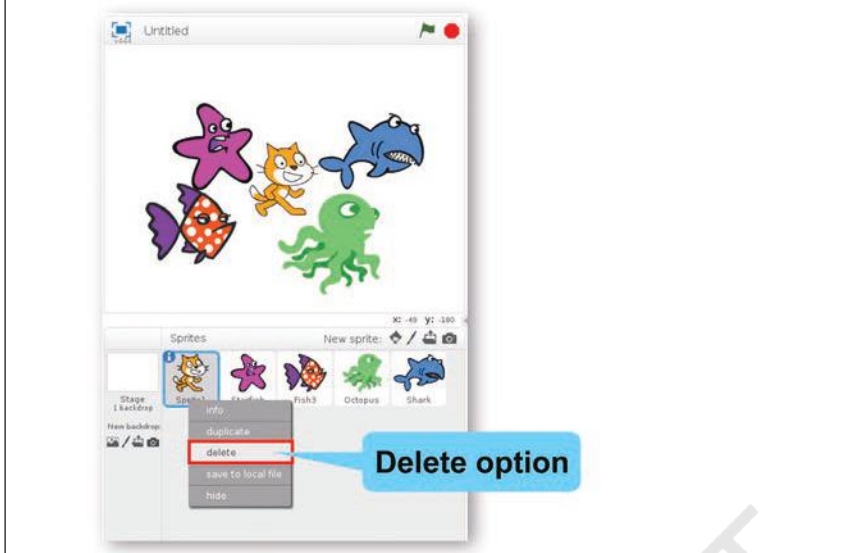 Untitled
x: -49 y: -180
Sprites New sprite:
Sprite1 Starfish Fish3 Octopus Shark
Stage
1 backdrop
New backdrop:
info
duplicate
delete
save to local file
hide
Delete option